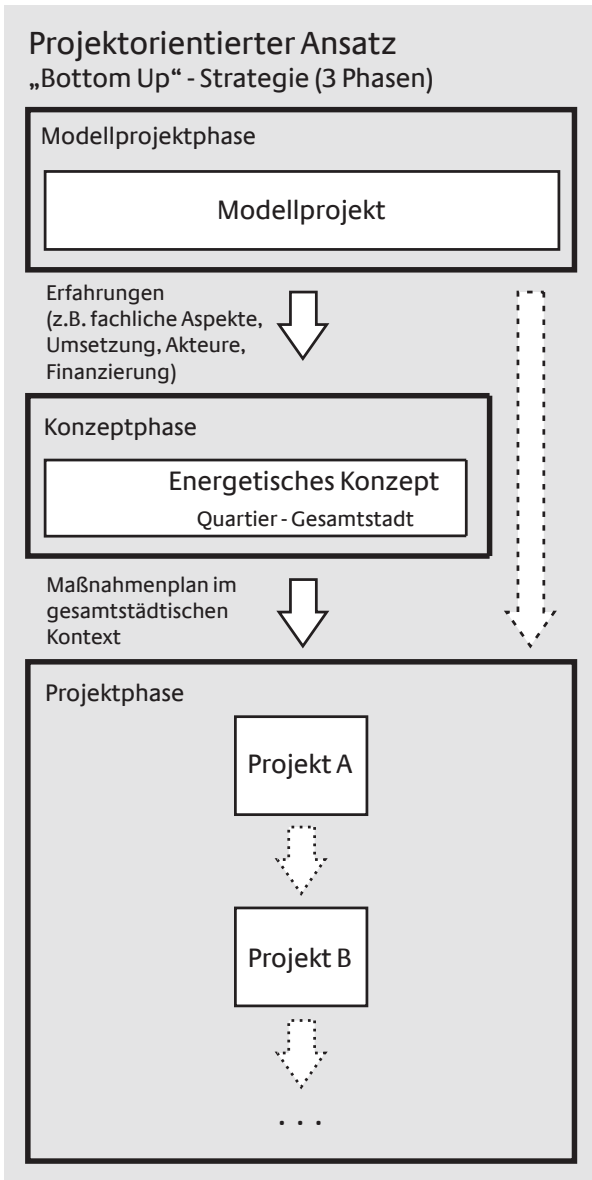 Projektorientierter Ansatz
„Bottom Up“ - Strategie (3 Phasen)
Modellprojektphase
Modellprojekt
Erfahrungen
(z.B. fachliche Aspekte,
Umsetzung, Akteure,
Finanzierung)
Konzeptphase
Energetisches Konzept
Quartier - Gesamtstadt
Maßnahmenplan im
gesamtstädtischen
Kontext
Projektphase
Projekt A
Projekt B
. . .